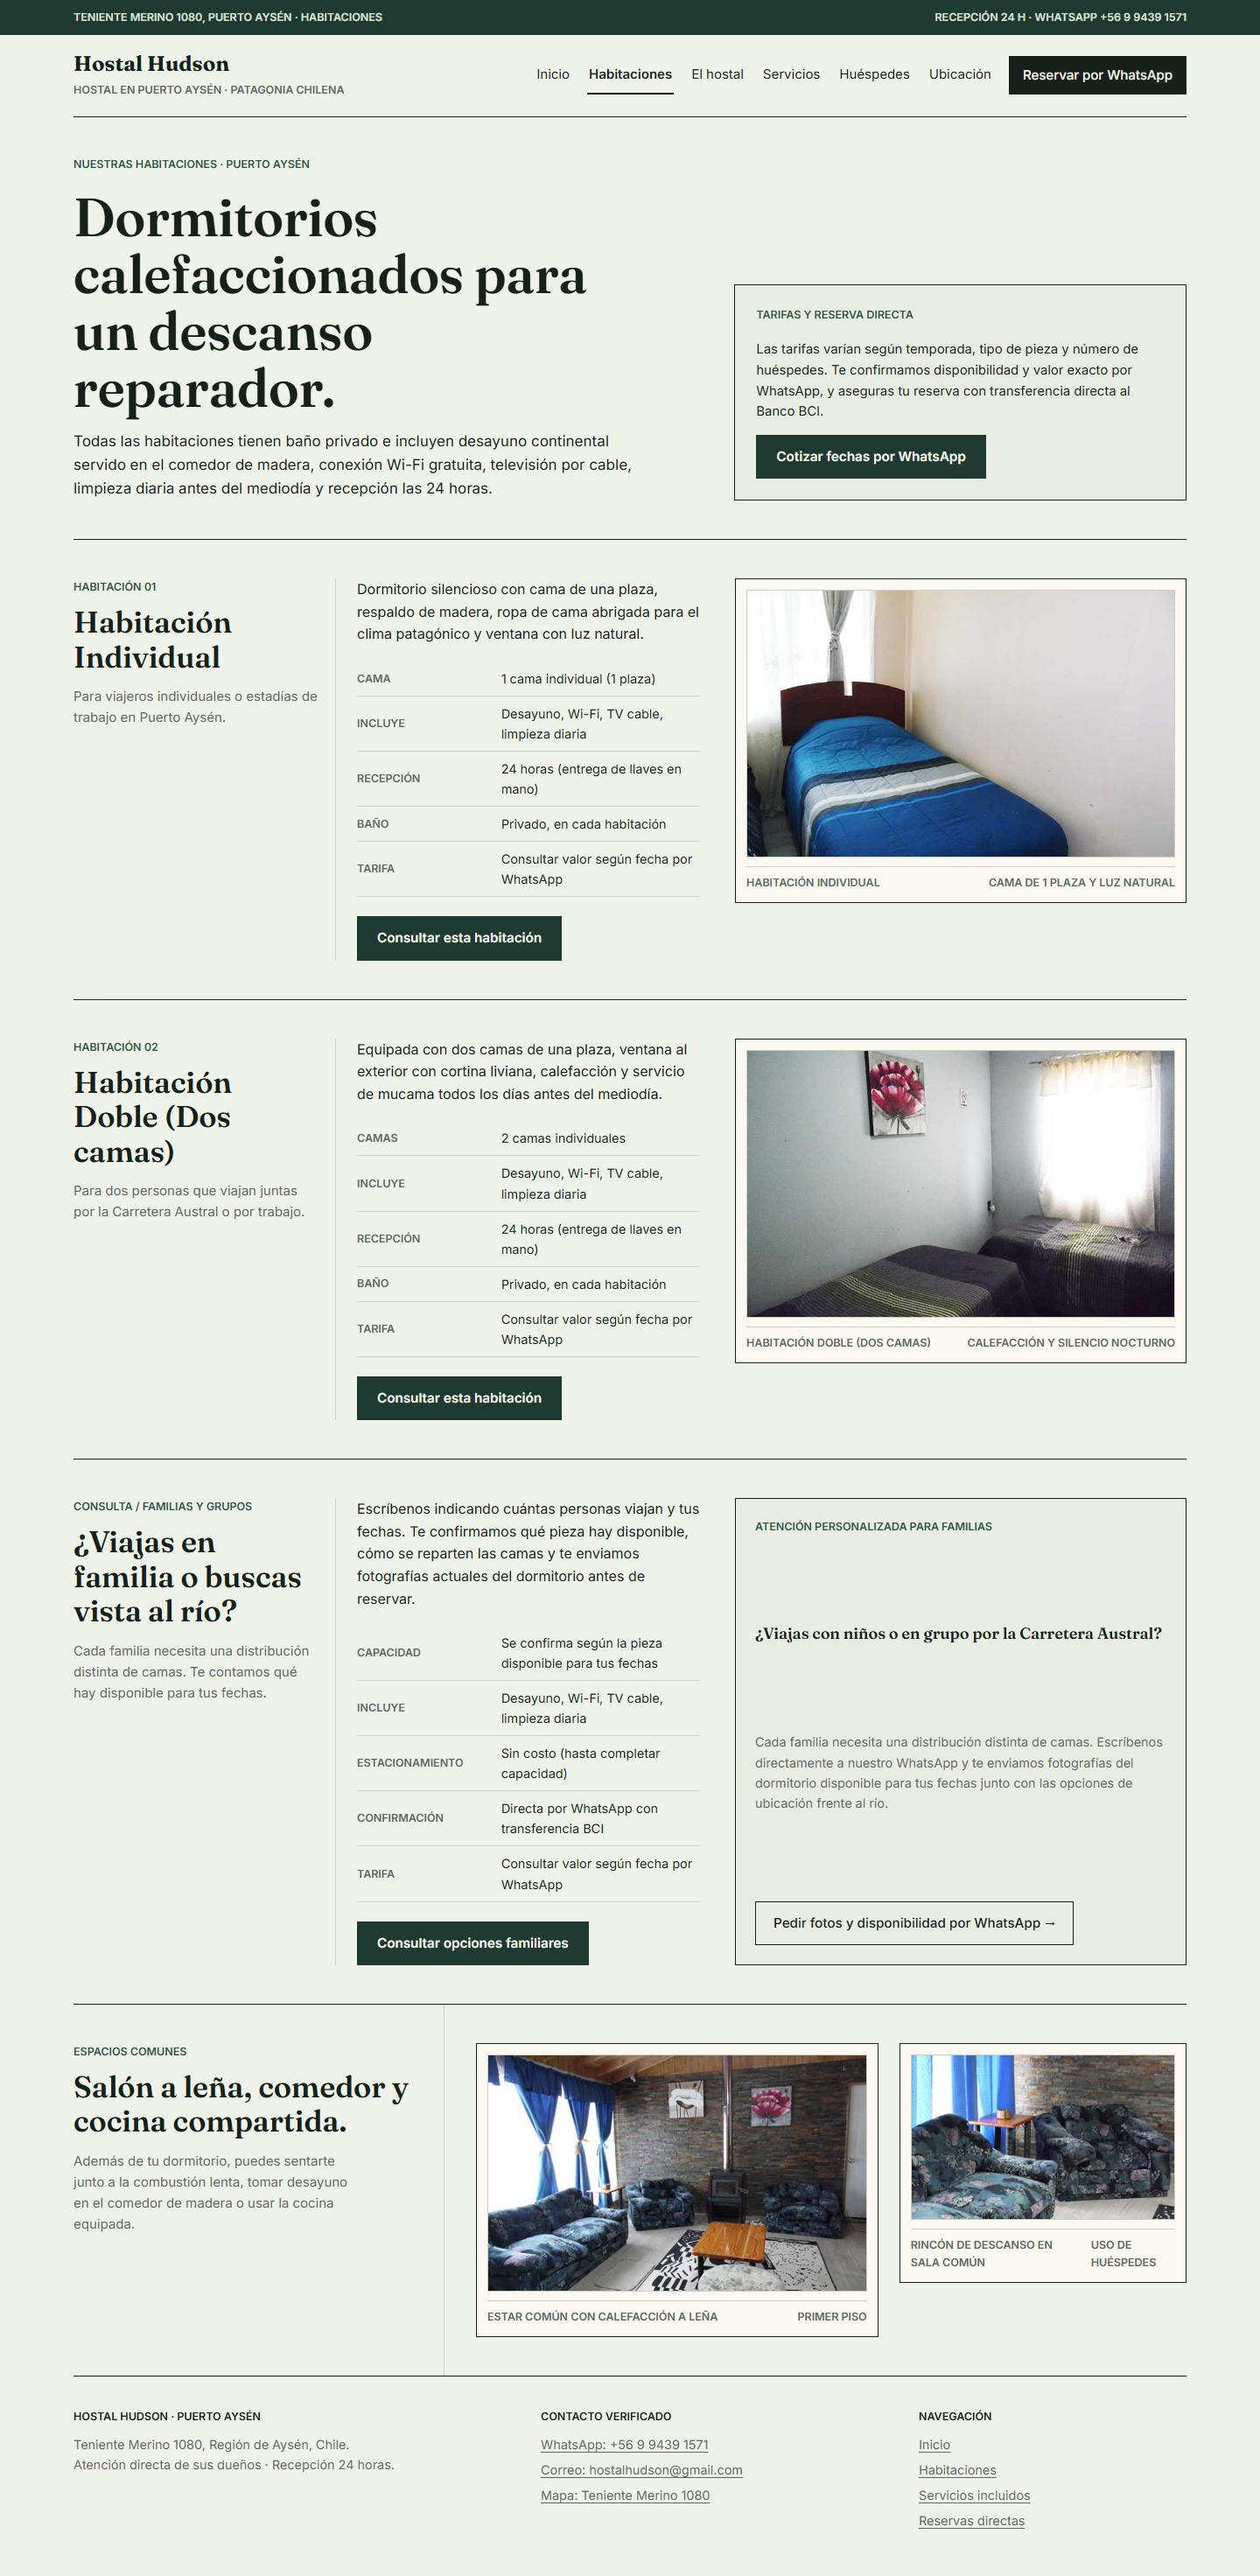 TENIENTE MERINO 1080, PUERTO AYSÉN · HABITACIONES
RECEPCIÓN 24 H · WHATSAPP +56 9 9439 1571
Hostal Hudson
HOSTAL EN PUERTO AYSÉN · PATAGONIA CHILENA
Inicio
Habitaciones
El hostal
Servicios
Huéspedes
Ubicación
Reservar por WhatsApp
NUESTRAS HABITACIONES · PUERTO AYSÉN
Dormitorios
calefaccionados para
un descanso
reparador.
Todas las habitaciones tienen baño privado e incluyen desayuno continental
servido en el comedor de madera, conexión Wi-Fi gratuita, televisión por cable,
limpieza diaria antes del mediodía y recepción las 24 horas.
TARIFAS Y RESERVA DIRECTA
Las tarifas varían según temporada, tipo de pieza y número de
huéspedes. Te confirmamos disponibilidad y valor exacto por
WhatsApp, y aseguras tu reserva con transferencia directa al
Banco BCI.
Cotizar fechas por WhatsApp
HABITACIÓN 01
Habitación
Individual
Para viajeros individuales o estadías de
trabajo en Puerto Aysén.
Dormitorio silencioso con cama de una plaza,
respaldo de madera, ropa de cama abrigada para el
clima patagónico y ventana con luz natural.
CAMA
1 cama individual (1 plaza)
INCLUYE
Desayuno, Wi-Fi, TV cable,
limpieza diaria
RECEPCIÓN
24 horas (entrega de llaves en
mano)
BAÑO
Privado, en cada habitación
TARIFA
Consultar valor según fecha por
WhatsApp
Consultar esta habitación
HABITACIÓN INDIVIDUAL
CAMA DE 1 PLAZA Y LUZ NATURAL
HABITACIÓN 02
Habitación
Doble (Dos
camas)
Para dos personas que viajan juntas
por la Carretera Austral o por trabajo.
Equipada con dos camas de una plaza, ventana al
exterior con cortina liviana, calefacción y servicio
de mucama todos los días antes del mediodía.
CAMAS
2 camas individuales
INCLUYE
Desayuno, Wi-Fi, TV cable,
limpieza diaria
RECEPCIÓN
24 horas (entrega de llaves en
mano)
BAÑO
Privado, en cada habitación
TARIFA
Consultar valor según fecha por
WhatsApp
Consultar esta habitación
HABITACIÓN DOBLE (DOS CAMAS)
CALEFACCIÓN Y SILENCIO NOCTURNO
CONSULTA / FAMILIAS Y GRUPOS
¿Viajas en
familia o buscas
vista al río?
Cada familia necesita una distribución
distinta de camas. Te contamos qué
hay disponible para tus fechas.
Escríbenos indicando cuántas personas viajan y tus
fechas. Te confirmamos qué pieza hay disponible,
cómo se reparten las camas y te enviamos
fotografías actuales del dormitorio antes de
reservar.
CAPACIDAD
Se confirma según la pieza
disponible para tus fechas
INCLUYE
Desayuno, Wi-Fi, TV cable,
limpieza diaria
ESTACIONAMIENTO
Sin costo (hasta completar
capacidad)
CONFIRMACIÓN
Directa por WhatsApp con
transferencia BCI
TARIFA
Consultar valor según fecha por
WhatsApp
Consultar opciones familiares
ATENCIÓN PERSONALIZADA PARA FAMILIAS
¿Viajas con niños o en grupo por la Carretera Austral?
Cada familia necesita una distribución distinta de camas. Escríbenos
directamente a nuestro WhatsApp y te enviamos fotografías del
dormitorio disponible para tus fechas junto con las opciones de
ubicación frente al río.
Pedir fotos y disponibilidad por WhatsApp →
ESPACIOS COMUNES
Salón a leña, comedor y
cocina compartida.
Además de tu dormitorio, puedes sentarte
junto a la combustión lenta, tomar desayuno
en el comedor de madera o usar la cocina
equipada.
ESTAR COMÚN CON CALEFACCIÓN A LEÑA
PRIMER PISO
RINCÓN DE DESCANSO EN
SALA COMÚN
USO DE
HUÉSPEDES
HOSTAL HUDSON · PUERTO AYSÉN
Teniente Merino 1080, Región de Aysén, Chile.
Atención directa de sus dueños · Recepción 24 horas.
CONTACTO VERIFICADO
WhatsApp: +56 9 9439 1571
Correo: hostalhudson@gmail.com
Mapa: Teniente Merino 1080
NAVEGACIÓN
Inicio
Habitaciones
Servicios incluidos
Reservas directas